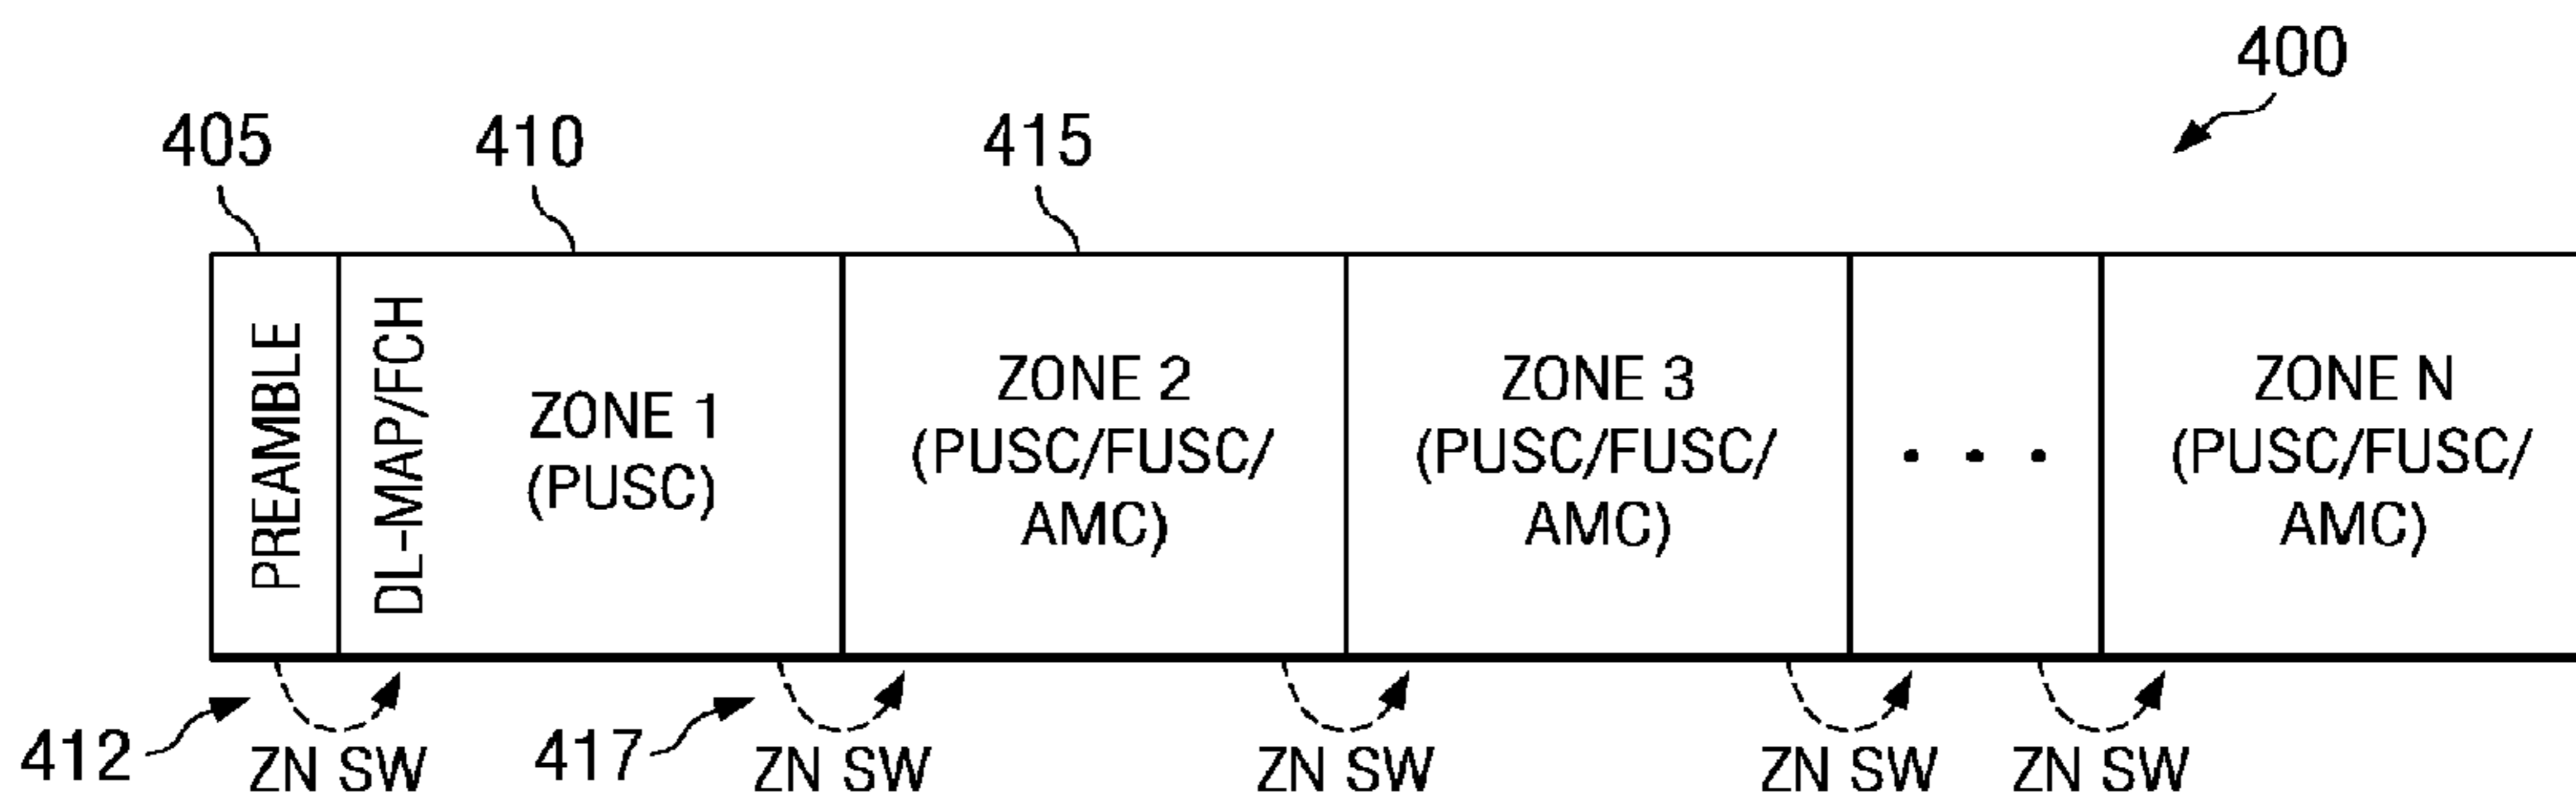 400
405
410
415
PREAMBLE
DL-MAP/FCH
ZONE 1
(PUSC)
ZONE 2
(PUSC/FUSC/
AMC)
ZONE 3
(PUSC/FUSC/
AMC)
• • •
ZONE N
(PUSC/FUSC/
AMC)
412
ZN SW
417
ZN SW
ZN SW
ZN SW
ZN SW